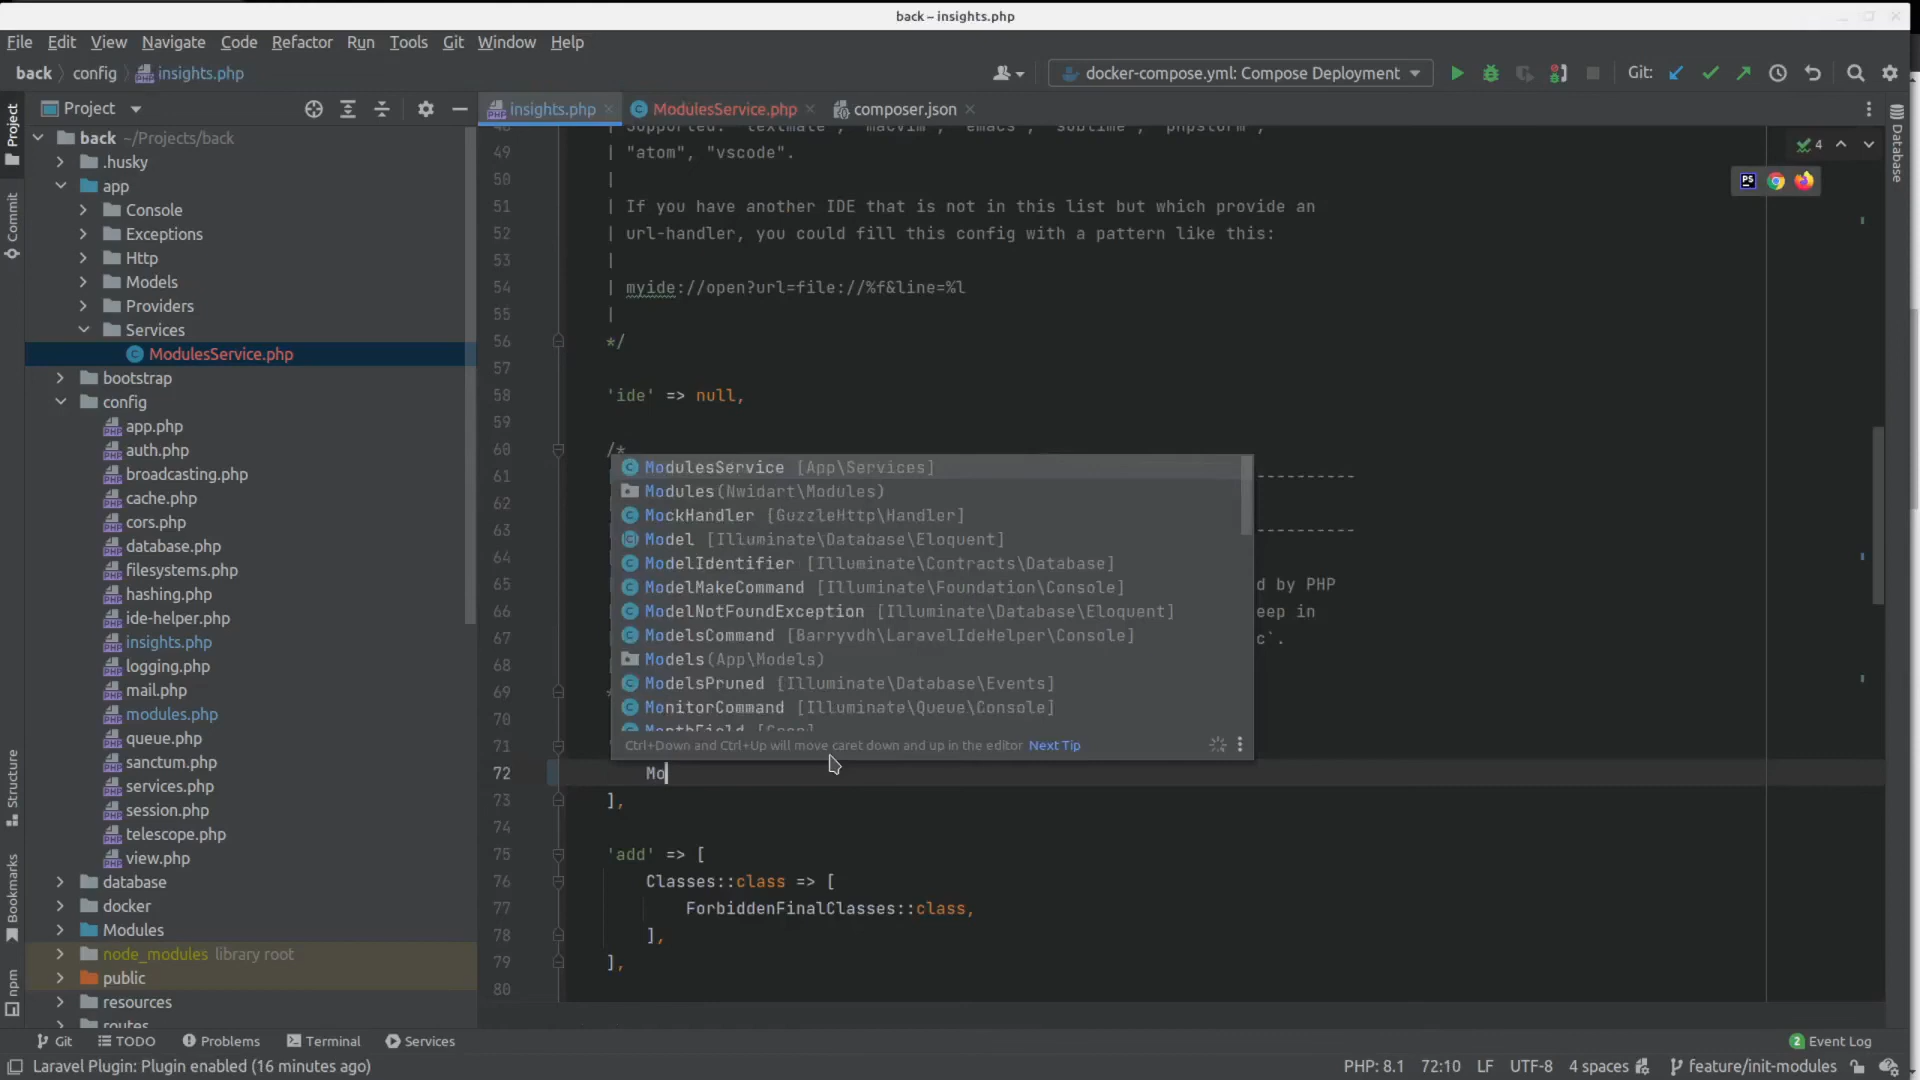 back – insights.php
File Edit View Navigate Code Refactor Run Tools Git Window Help
back config insights.php
docker-compose.yml: Compose Deployment
Git:
Project
insights.php
ModulesService.php
composer.json
Project
Commit
Structure
Bookmarks
npm
back ~/Projects/back
.husky
app
Console
Exceptions
Http
Models
Providers
Services
ModulesService.php
bootstrap
config
app.php
auth.php
broadcasting.php
cache.php
cors.php
database.php
filesystems.php
hashing.php
ide-helper.php
insights.php
logging.php
mail.php
modules.php
queue.php
sanctum.php
services.php
session.php
telescope.php
view.php
database
docker
Modules
node_modules library root
public
resources
routes
48 | Supported: "textmate", "macvim", "emacs", "sublime", "phpstorm",
49 | "atom", "vscode".
50 |
51 | If you have another IDE that is not in this list but which provide an
52 | url-handler, you could fill this config with a pattern like this:
53 |
54 | myide://open?url=file://%f&line=%l
55 |
56 */
57
58 'ide' => null,
59
60 /*
61 -----------
62
63 -----------
64
65 d by PHP
66 eep in
67 c`.
68
69
70
71
72 Mo
73 ],
74
75 'add' => [
76 Classes::class => [
77 ForbiddenFinalClasses::class,
78 ],
79 ],
80
ModulesService [App\Services]
Modules(Nwidart\Modules)
MockHandler [GuzzleHttp\Handler]
Model [Illuminate\Database\Eloquent]
ModelIdentifier [Illuminate\Contracts\Database]
ModelMakeCommand [Illuminate\Foundation\Console]
ModelNotFoundException [Illuminate\Database\Eloquent]
ModelsCommand [Barryvdh\LaravelIdeHelper\Console]
Models(App\Models)
ModelsPruned [Illuminate\Database\Events]
MonitorCommand [Illuminate\Queue\Console]
MonthField [Cron]
Ctrl+Down and Ctrl+Up will move caret down and up in the editor Next Tip
4
PS
Database
Git TODO Problems Terminal Services
2 Event Log
Laravel Plugin: Plugin enabled (16 minutes ago)
PHP: 8.1 72:10 LF UTF-8 4 spaces feature/init-modules